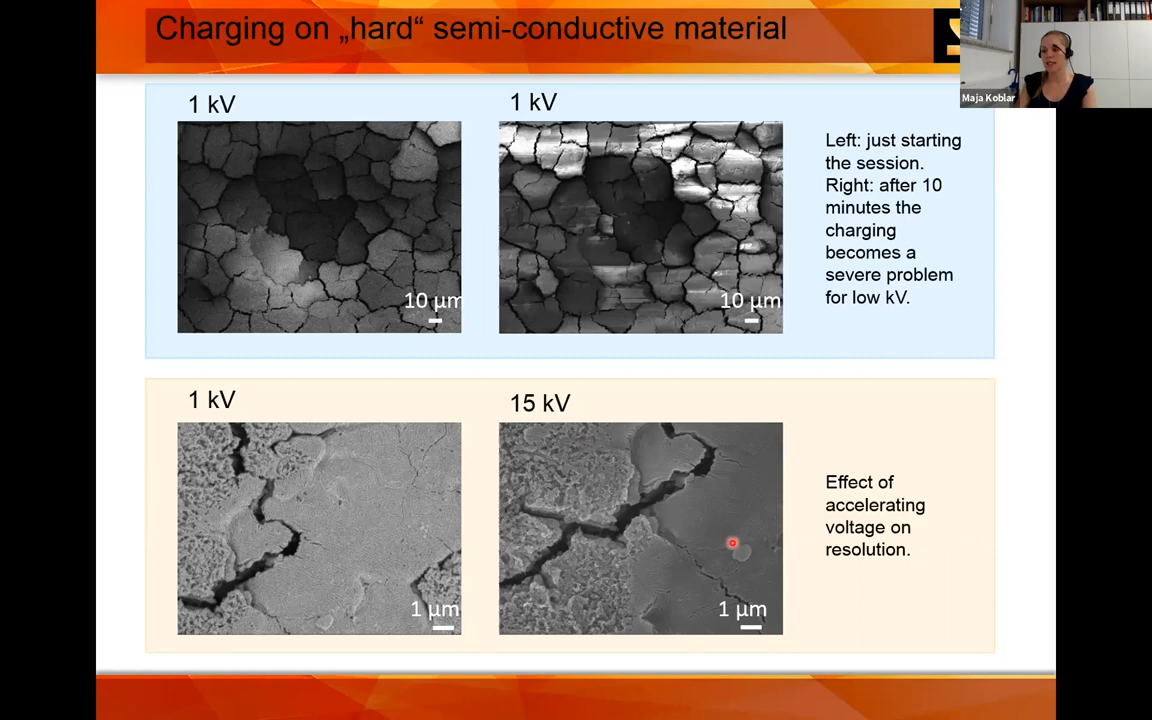 Charging on „hard“ semi-conductive material
Maja Koblar
1 kV
1 kV
10 µm
10 µm
Left: just starting
the session.
Right: after 10
minutes the
charging
becomes a
severe problem
for low kV.
1 kV
15 kV
1 µm
1 µm
Effect of
accelerating
voltage on
resolution.